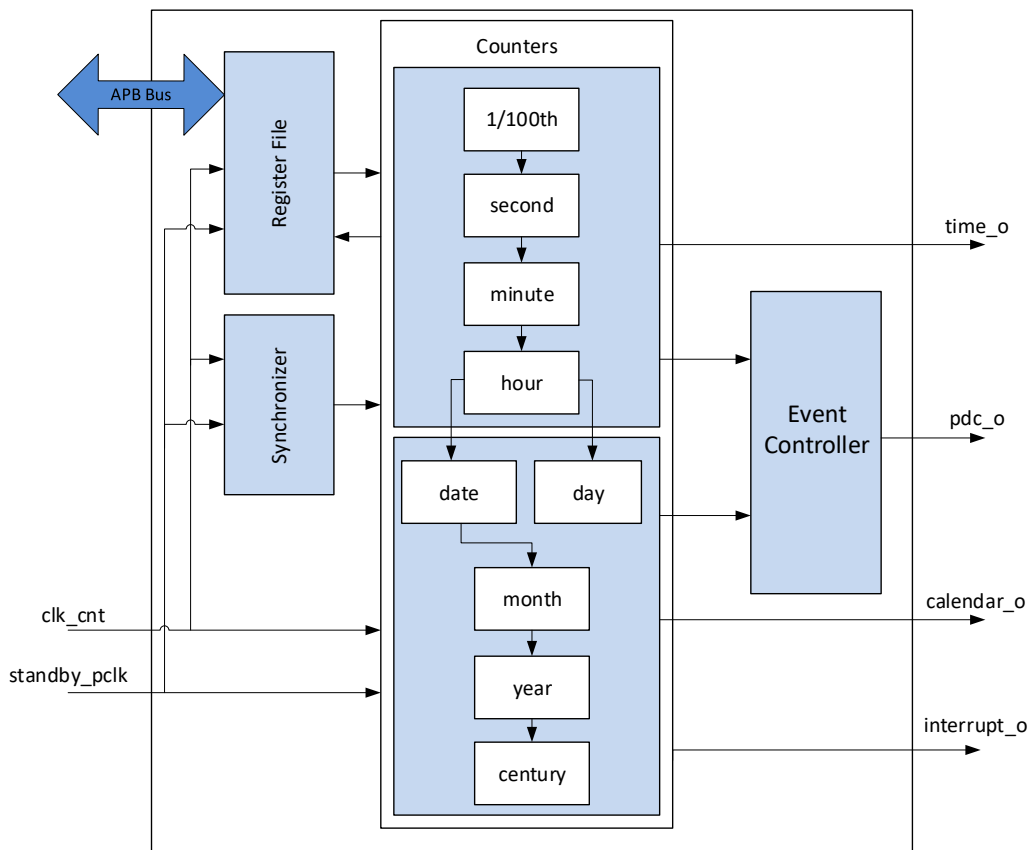 Counters
APB Bus
Register File
1/100th
second
minute
hour
time_o
Synchronizer
Event
Controller
pdc_o
date
day
month
year
century
clk_cnt
standby_pclk
calendar_o
interrupt_o